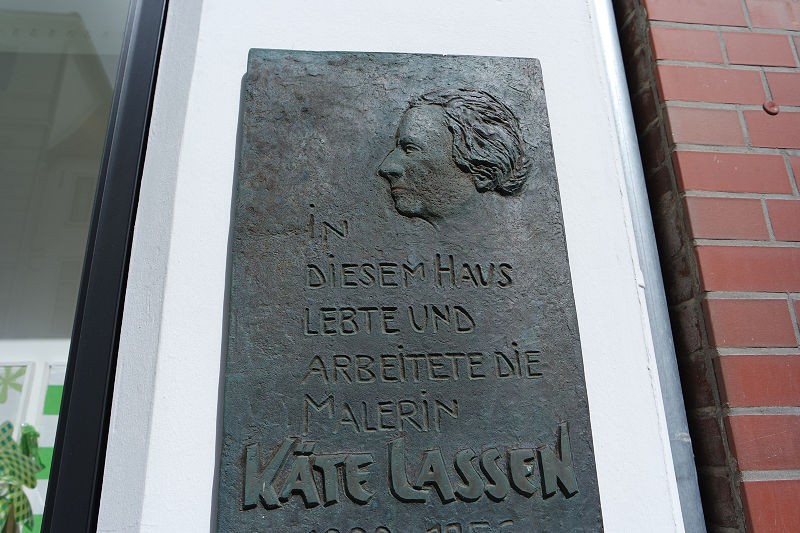 in
DIESEM HAUS
LEBTE UND
ARBEITETE DIE
MALERIN
KÄTE LASSEN